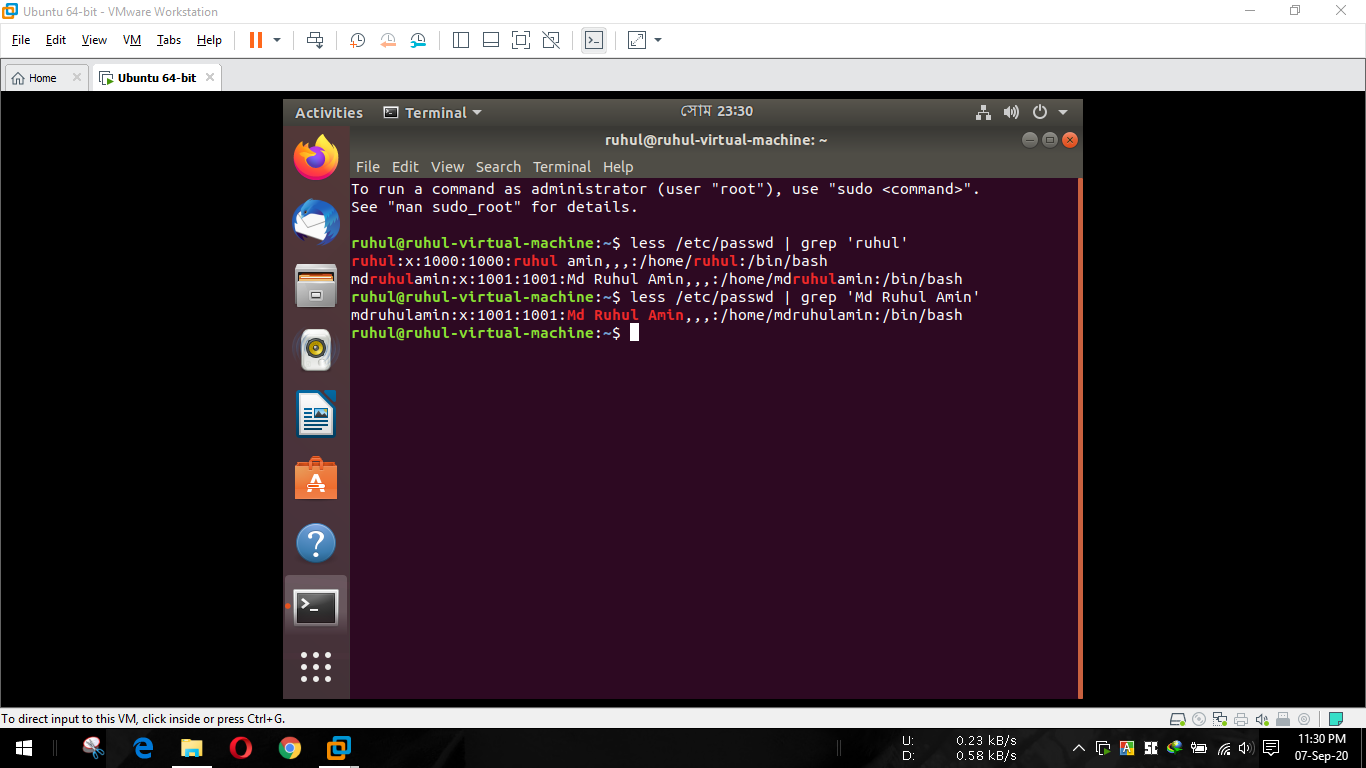 Ubuntu 64-bit - VMware Workstation
File Edit View VM Tabs Help
Home
Ubuntu 64-bit
Activities Terminal সোম 23:30
ruhul@ruhul-virtual-machine: ~
File Edit View Search Terminal Help
To run a command as administrator (user "root"), use "sudo <command>".
See "man sudo_root" for details.
ruhul@ruhul-virtual-machine:~$ less /etc/passwd | grep 'ruhul'
ruhul:x:1000:1000:ruhul amin,,,:/home/ruhul:/bin/bash
mdruhulamin:x:1001:1001:Md Ruhul Amin,,,:/home/mdruhulamin:/bin/bash
ruhul@ruhul-virtual-machine:~$ less /etc/passwd | grep 'Md Ruhul Amin'
mdruhulamin:x:1001:1001:Md Ruhul Amin,,,:/home/mdruhulamin:/bin/bash
ruhul@ruhul-virtual-machine:~$
To direct input to this VM, click inside or press Ctrl+G.
U: 0.23 kB/s
D: 0.58 kB/s
11:30 PM
07-Sep-20